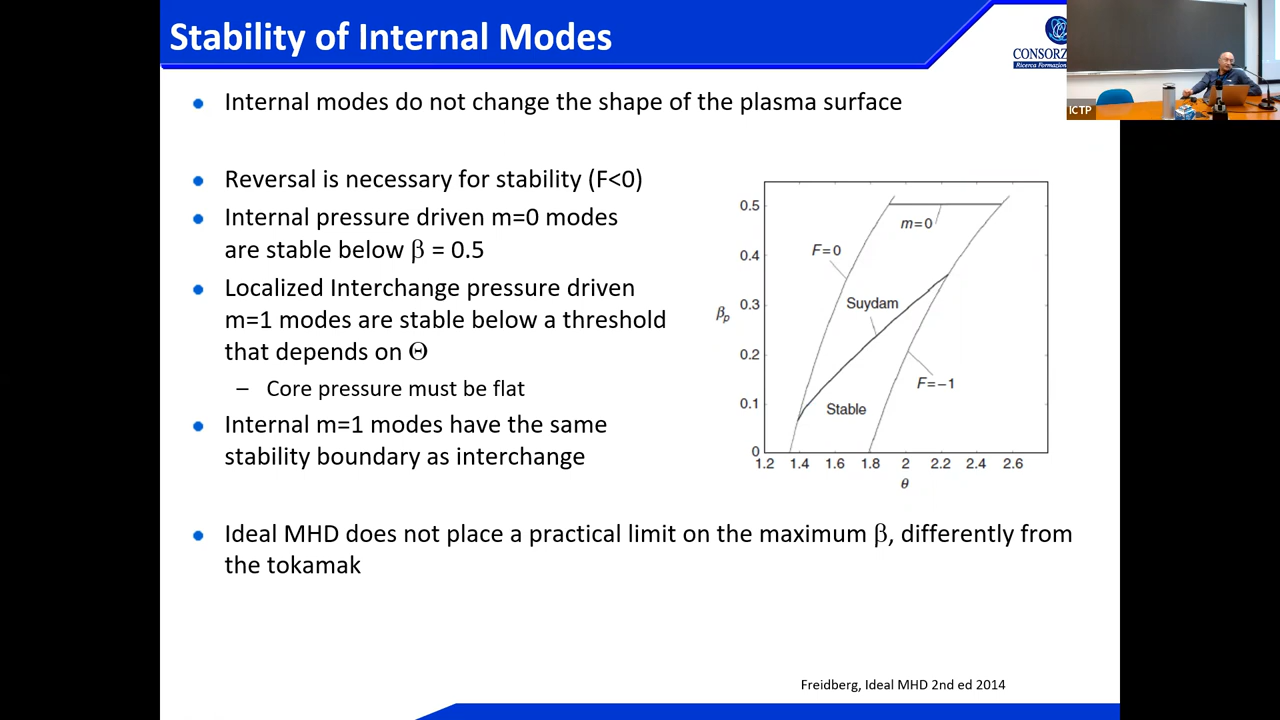 Stability of Internal Modes
CONSORZ
Ricerca Formazion
ICTP
• Internal modes do not change the shape of the plasma surface
• Reversal is necessary for stability (F<0)
• Internal pressure driven m=0 modes
are stable below β = 0.5
• Localized Interchange pressure driven
m=1 modes are stable below a threshold
that depends on Θ
– Core pressure must be flat
• Internal m=1 modes have the same
stability boundary as interchange
0.5
0.4
0.3
0.2
0.1
0
βp
m=0
F=0
Suydam
F=−1
Stable
1.2 1.4 1.6 1.8 2 2.2 2.4 2.6
θ
• Ideal MHD does not place a practical limit on the maximum β, differently from
the tokamak
Freidberg, Ideal MHD 2nd ed 2014